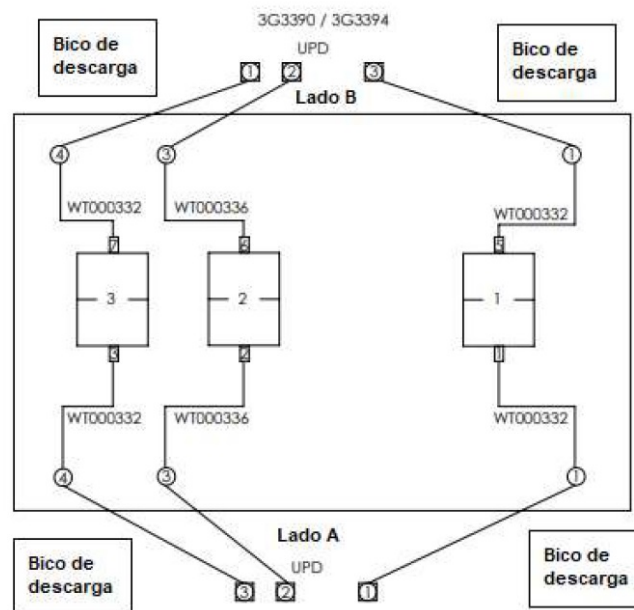 3G3390 / 3G3394
Bico de
descarga
UPD
Bico de
descarga
1 2 3
Lado B
4 3 1
WT000332 WT000336 WT000332
7 6 5
3 2 1
3 2 1
WT000332 WT000336 WT000332
4 3 1
Lado A
Bico de
descarga
UPD
Bico de
descarga
3 2 1